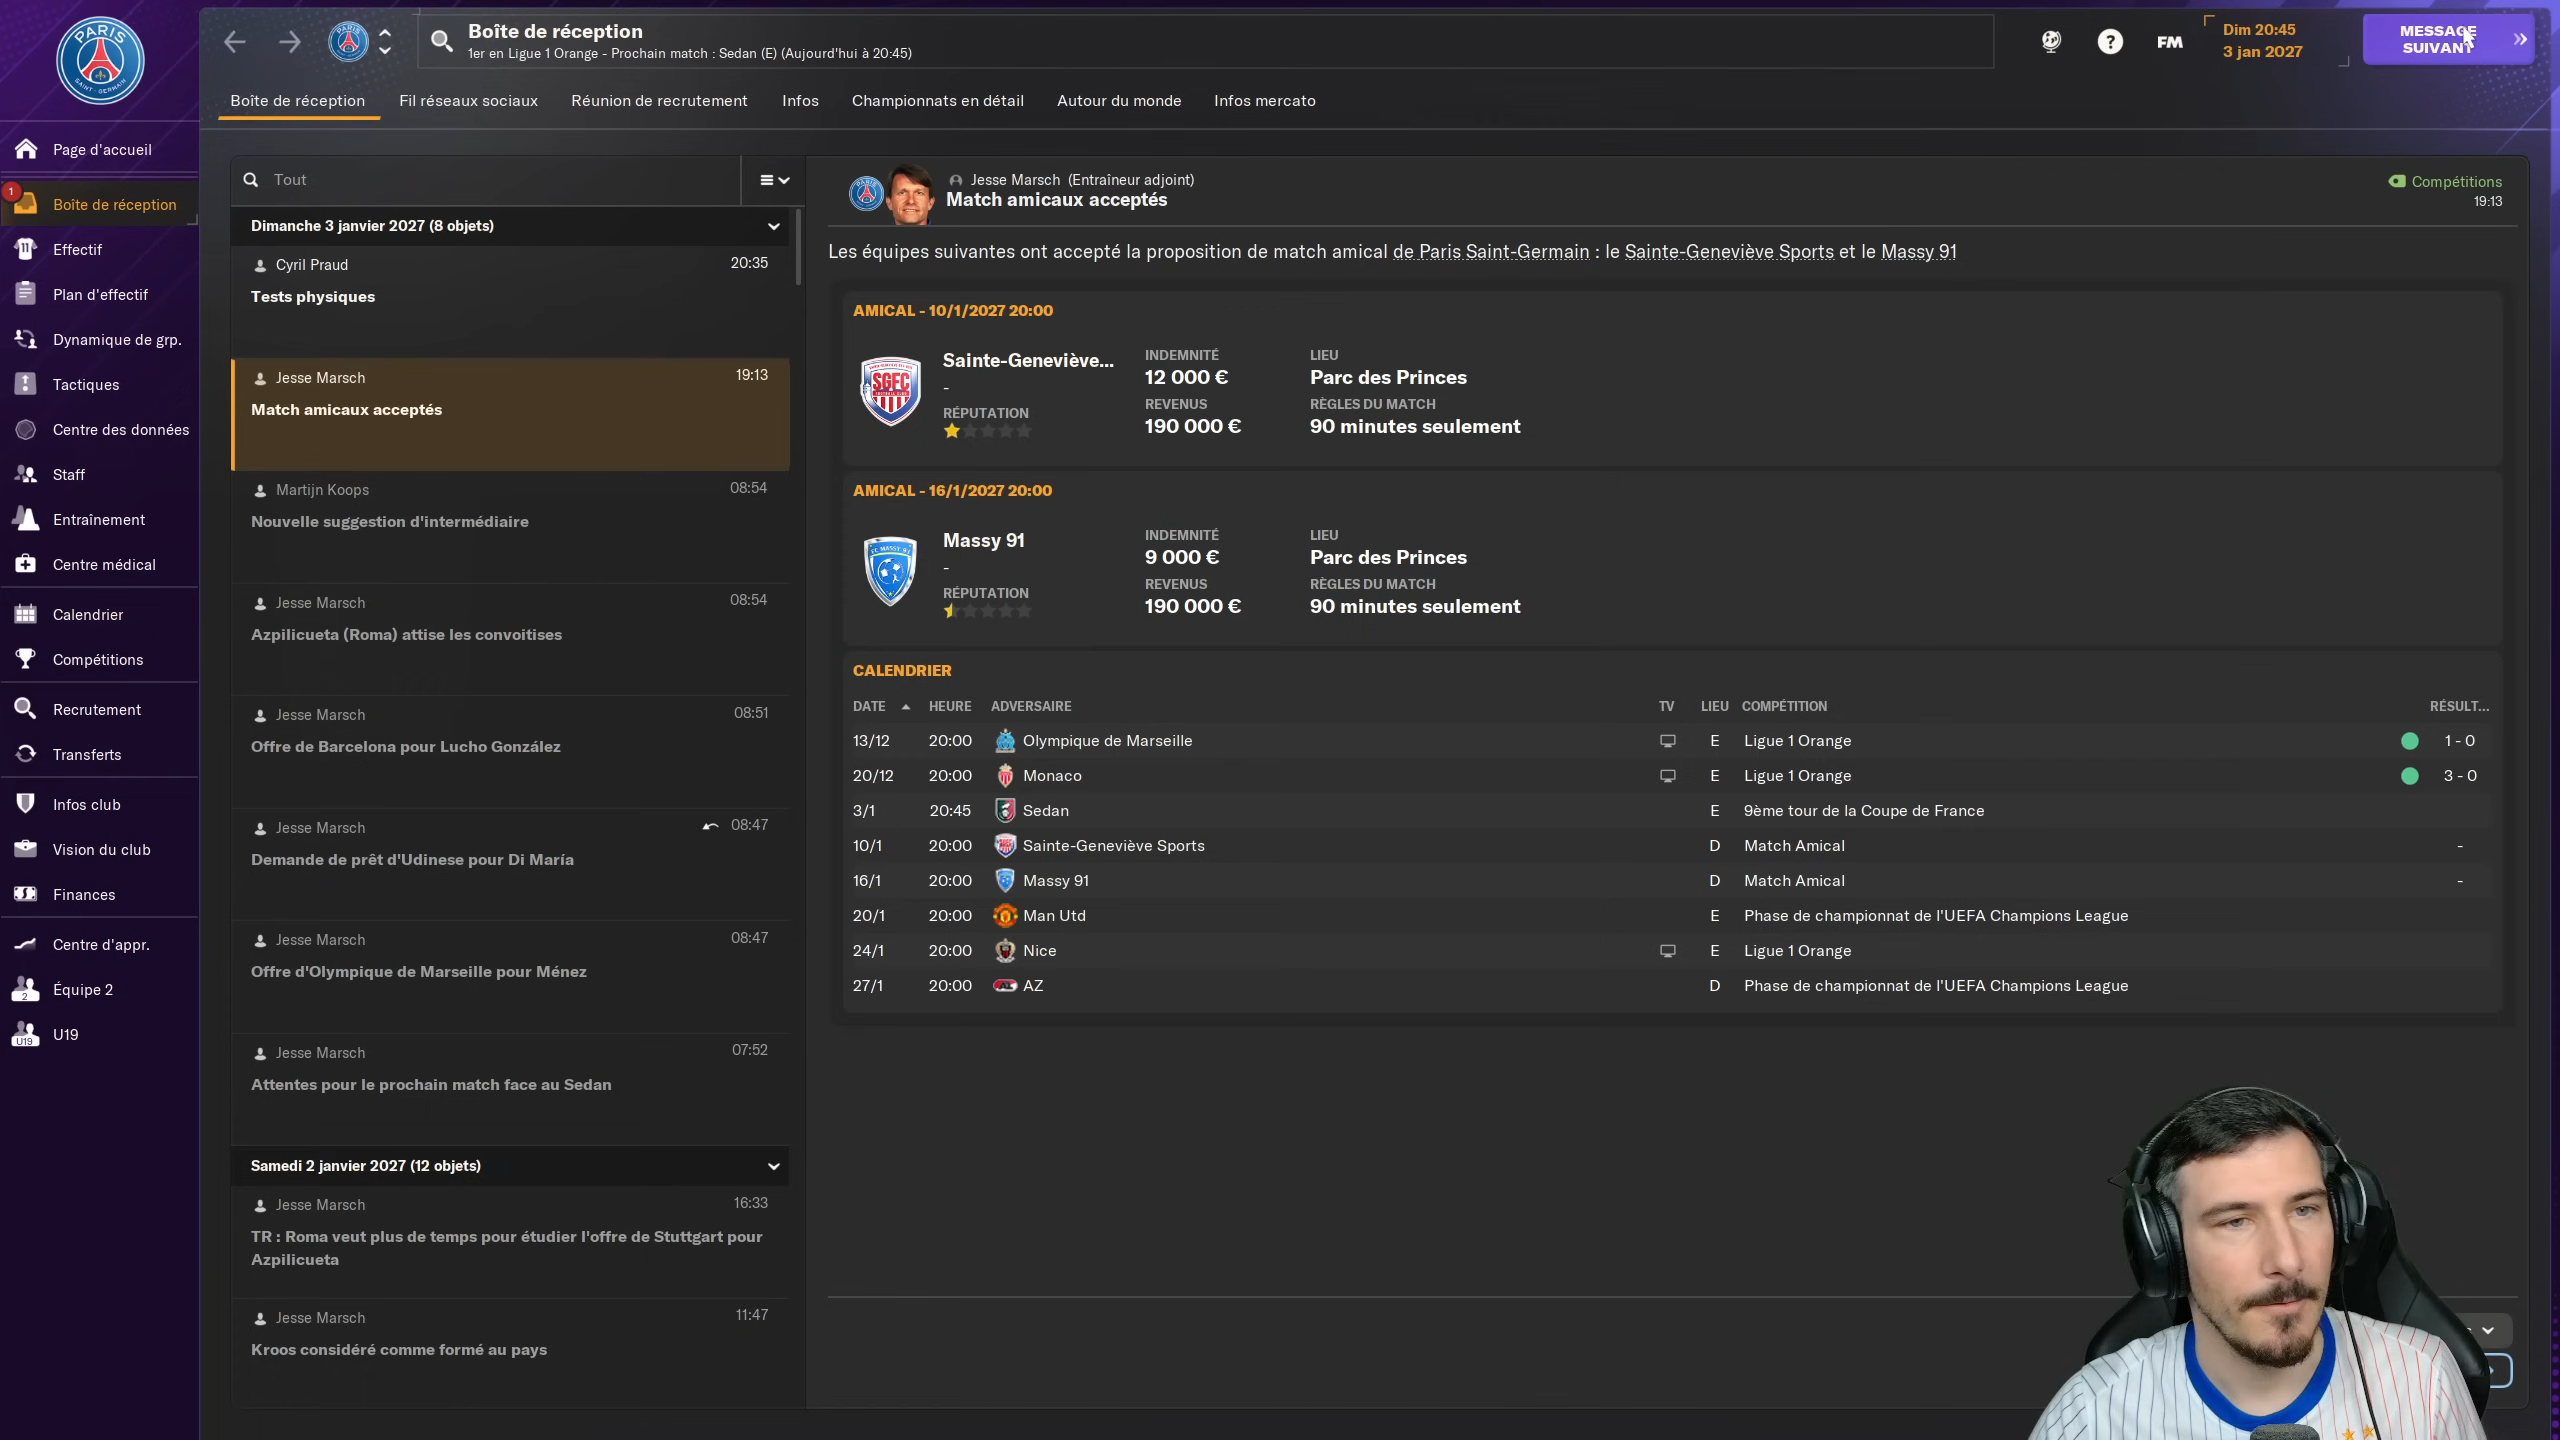 PARIS
SAINT-GERMAIN
Boîte de réception
1er en Ligue 1 Orange - Prochain match : Sedan (E) (Aujourd'hui à 20:45)
?
FM
Dim 20:45
3 jan 2027
MESSAGE
SUIVANT
Boîte de réception
Fil réseaux sociaux
Réunion de recrutement
Infos
Championnats en détail
Autour du monde
Infos mercato
Page d'accueil
1
Boîte de réception
Effectif
Plan d'effectif
Dynamique de grp.
Tactiques
Centre des données
Staff
Entraînement
Centre médical
Calendrier
Compétitions
Recrutement
Transferts
Infos club
Vision du club
Finances
Centre d'appr.
2
Équipe 2
U19
U19
Tout
Dimanche 3 janvier 2027 (8 objets)
Cyril Praud 20:35
Tests physiques
Jesse Marsch 19:13
Match amicaux acceptés
Martijn Koops 08:54
Nouvelle suggestion d'intermédiaire
Jesse Marsch 08:54
Azpilicueta (Roma) attise les convoitises
Jesse Marsch 08:51
Offre de Barcelona pour Lucho González
Jesse Marsch 08:47
Demande de prêt d'Udinese pour Di María
Jesse Marsch 08:47
Offre d'Olympique de Marseille pour Ménez
Jesse Marsch 07:52
Attentes pour le prochain match face au Sedan
Samedi 2 janvier 2027 (12 objets)
Jesse Marsch 16:33
TR : Roma veut plus de temps pour étudier l'offre de Stuttgart pour
Azpilicueta
Jesse Marsch 11:47
Kroos considéré comme formé au pays
Jesse Marsch (Entraîneur adjoint)
Match amicaux acceptés
Compétitions
19:13
Les équipes suivantes ont accepté la proposition de match amical de Paris Saint-Germain : le Sainte-Geneviève Sports et le Massy 91
AMICAL - 10/1/2027 20:00
SGFC
Sainte-Geneviève...
-
RÉPUTATION
INDEMNITÉ
12 000 €
REVENUS
190 000 €
LIEU
Parc des Princes
RÈGLES DU MATCH
90 minutes seulement
AMICAL - 16/1/2027 20:00
FC MASSY 91
Massy 91
-
RÉPUTATION
INDEMNITÉ
9 000 €
REVENUS
190 000 €
LIEU
Parc des Princes
RÈGLES DU MATCH
90 minutes seulement
CALENDRIER
DATE HEURE ADVERSAIRE TV LIEU COMPÉTITION RÉSULT...
13/12 20:00 Olympique de Marseille E Ligue 1 Orange 1 - 0
20/12 20:00 Monaco E Ligue 1 Orange 3 - 0
3/1 20:45 Sedan E 9ème tour de la Coupe de France
10/1 20:00 Sainte-Geneviève Sports D Match Amical -
16/1 20:00 Massy 91 D Match Amical -
20/1 20:00 Man Utd E Phase de championnat de l'UEFA Champions League
24/1 20:00 Nice E Ligue 1 Orange
27/1 20:00 AZ D Phase de championnat de l'UEFA Champions League